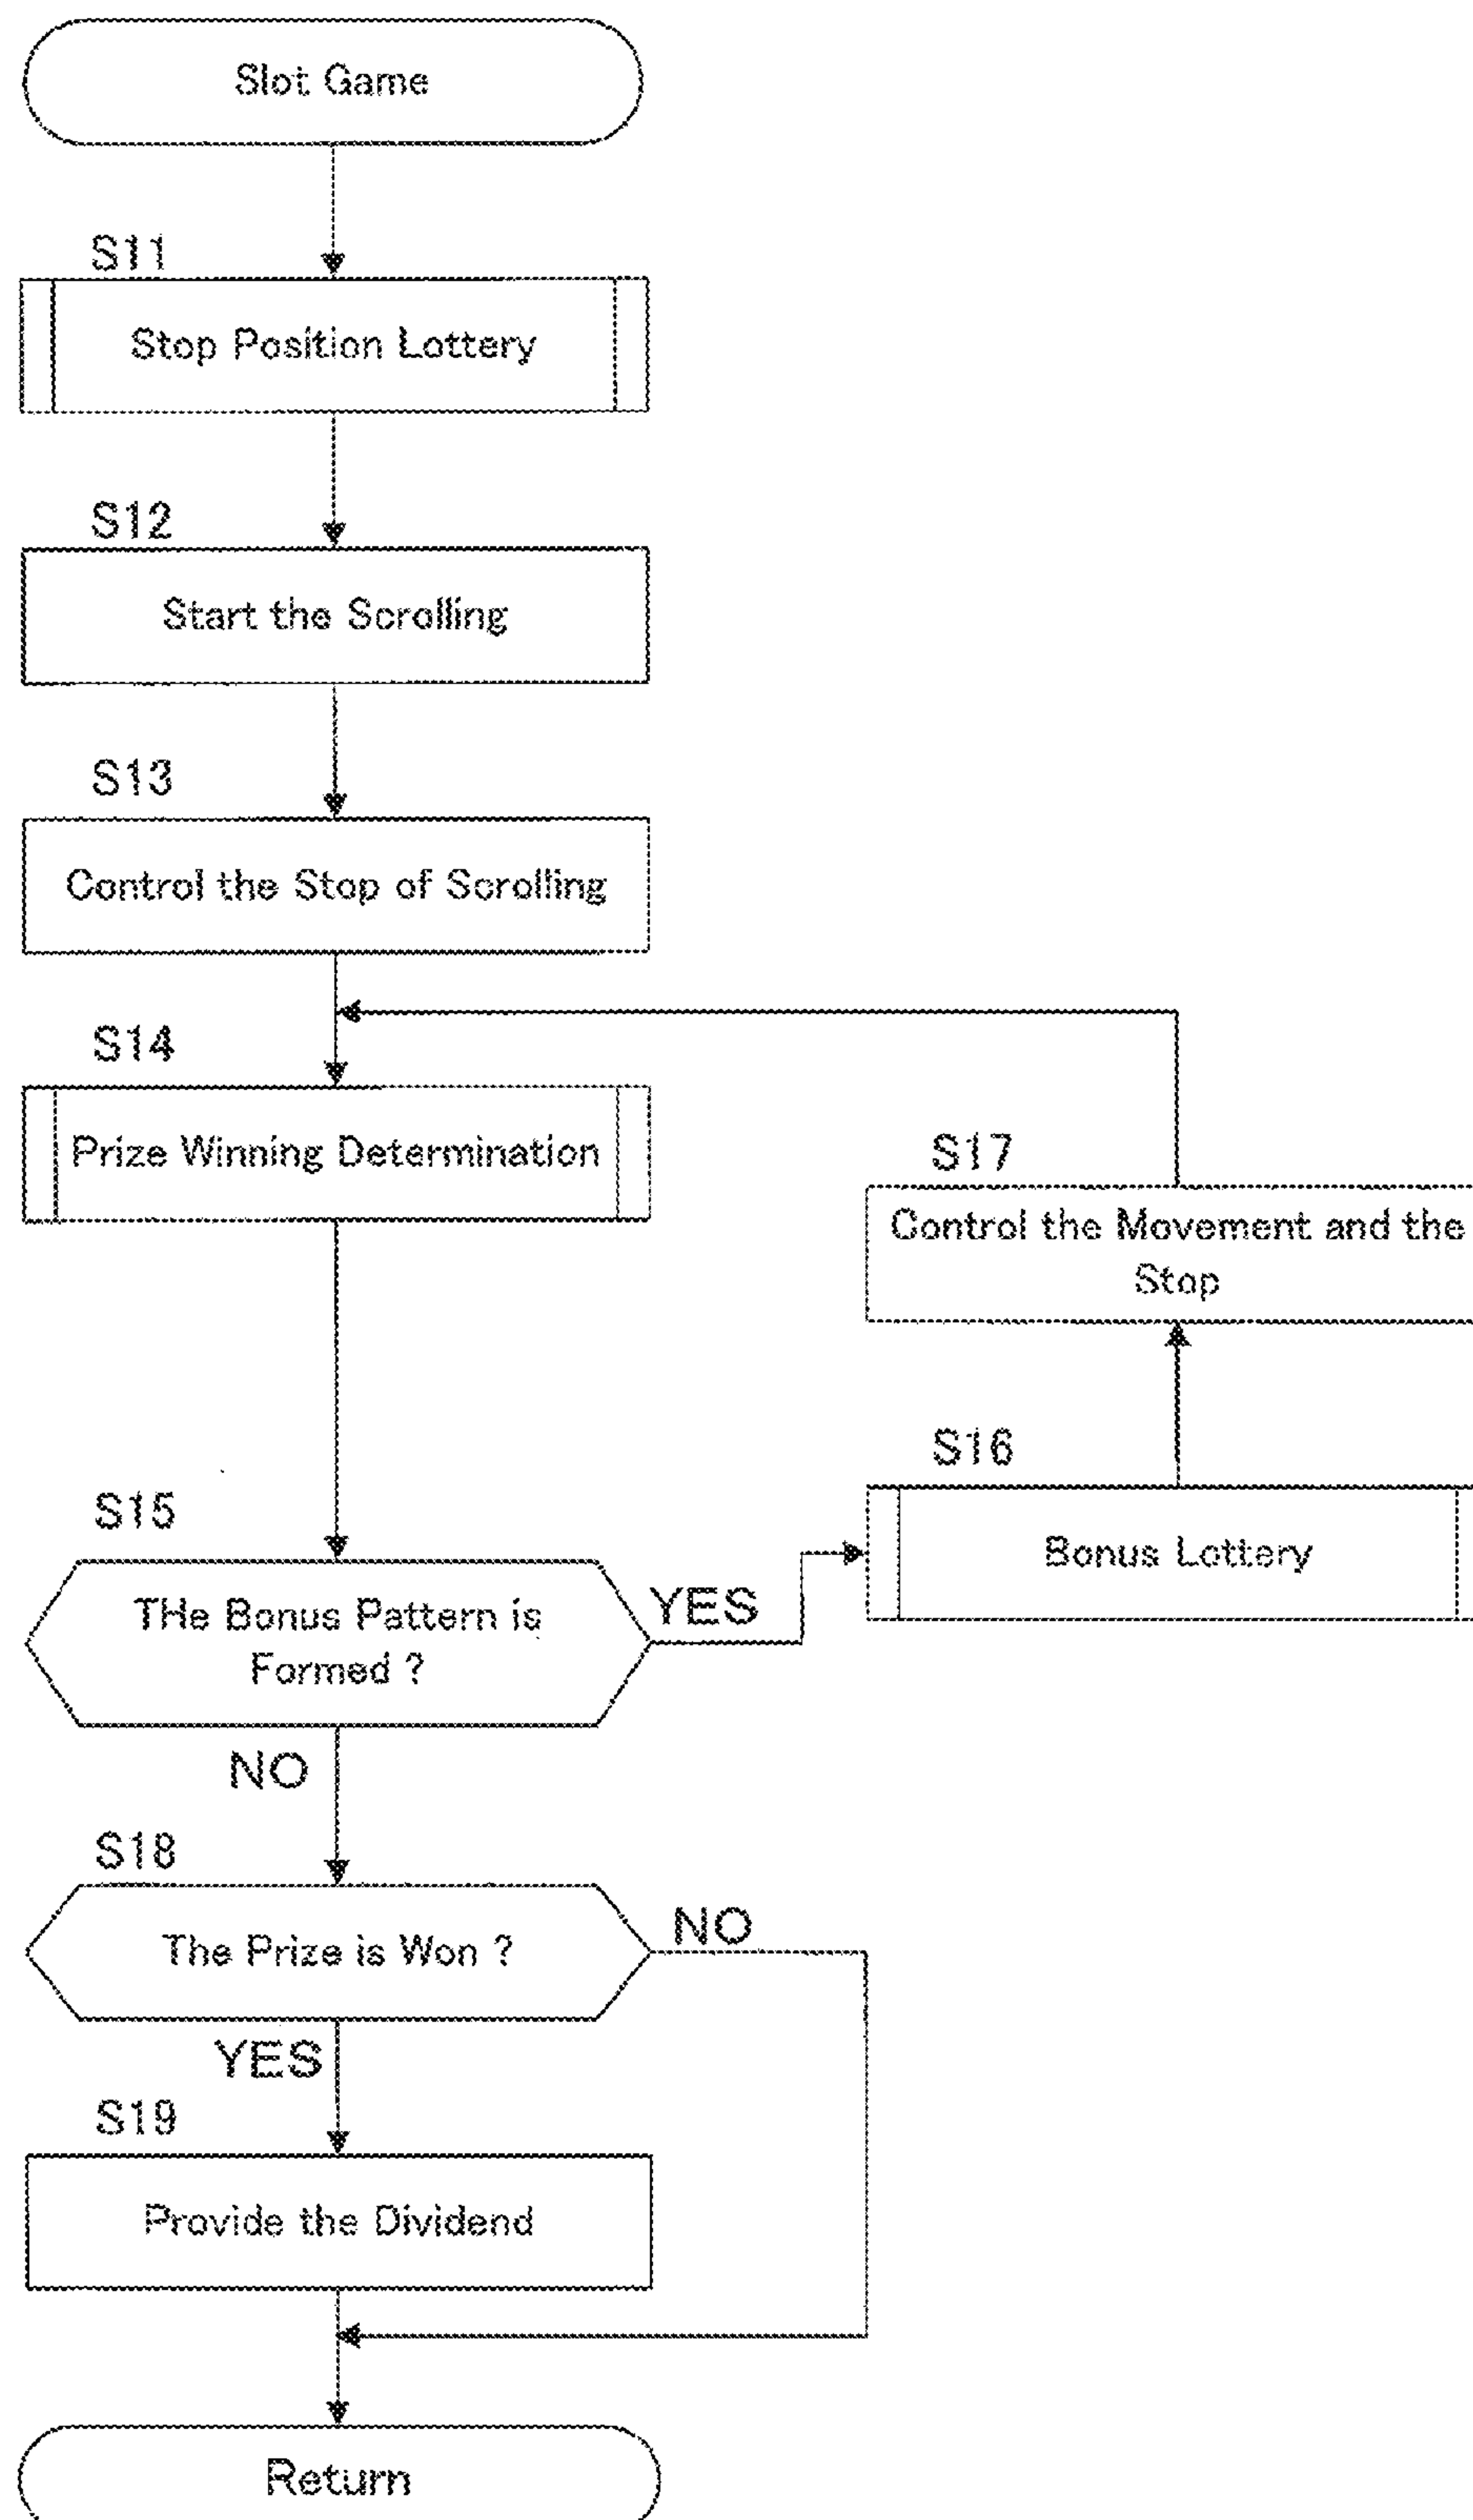 Slot Game
S11
Stop Position Lottery
S12
Start the Scrolling
S13
Control the Stop of Scrolling
S14
Prize Winning Determination
S17
Control the Movement and the
Stop
S16
Bonus Lottery
S15
THe Bonus Pattern is
Formed ?
YES
NO
S18
The Prize is Won ?
NO
YES
S19
Provide the Dividend
Return